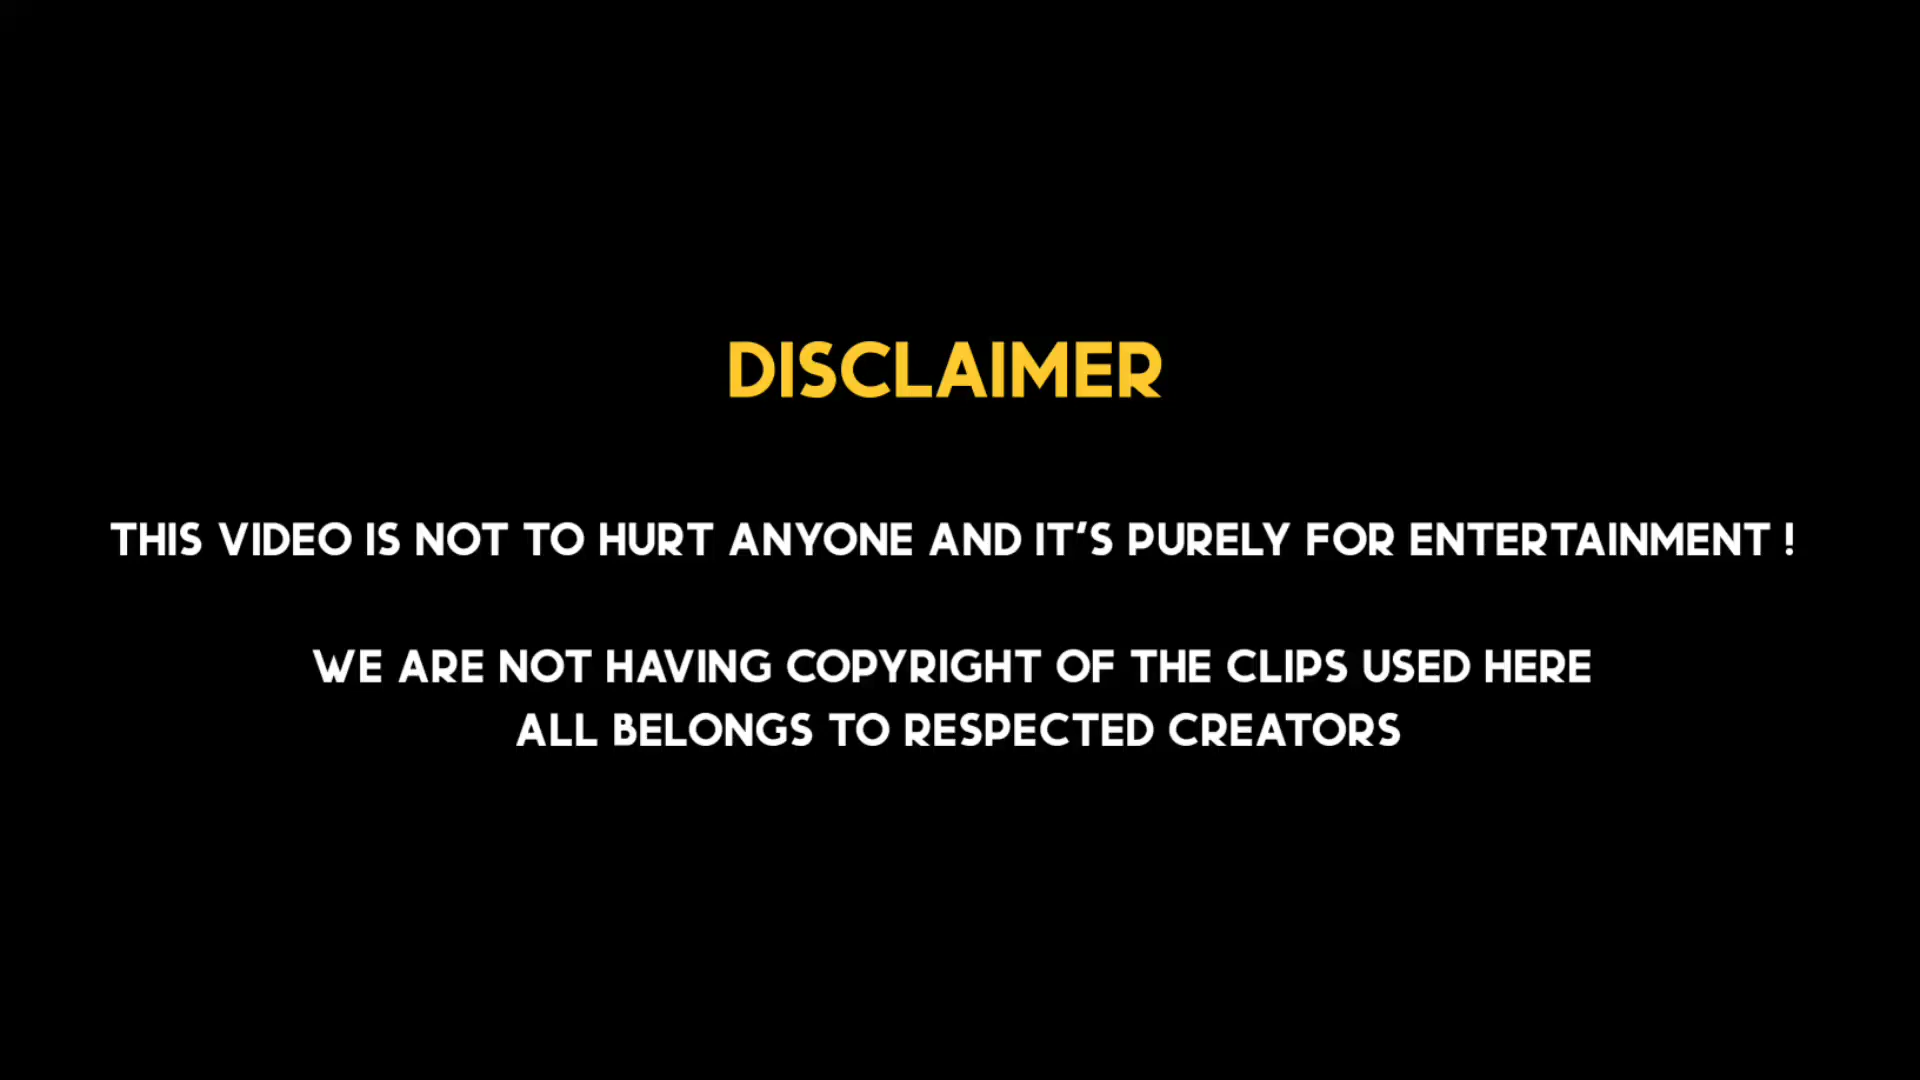 DISCLAIMER
THIS VIDEO IS NOT TO HURT ANYONE AND IT'S PURELY FOR ENTERTAINMENT !
WE ARE NOT HAVING COPYRIGHT OF THE CLIPS USED HERE
ALL BELONGS TO RESPECTED CREATORS